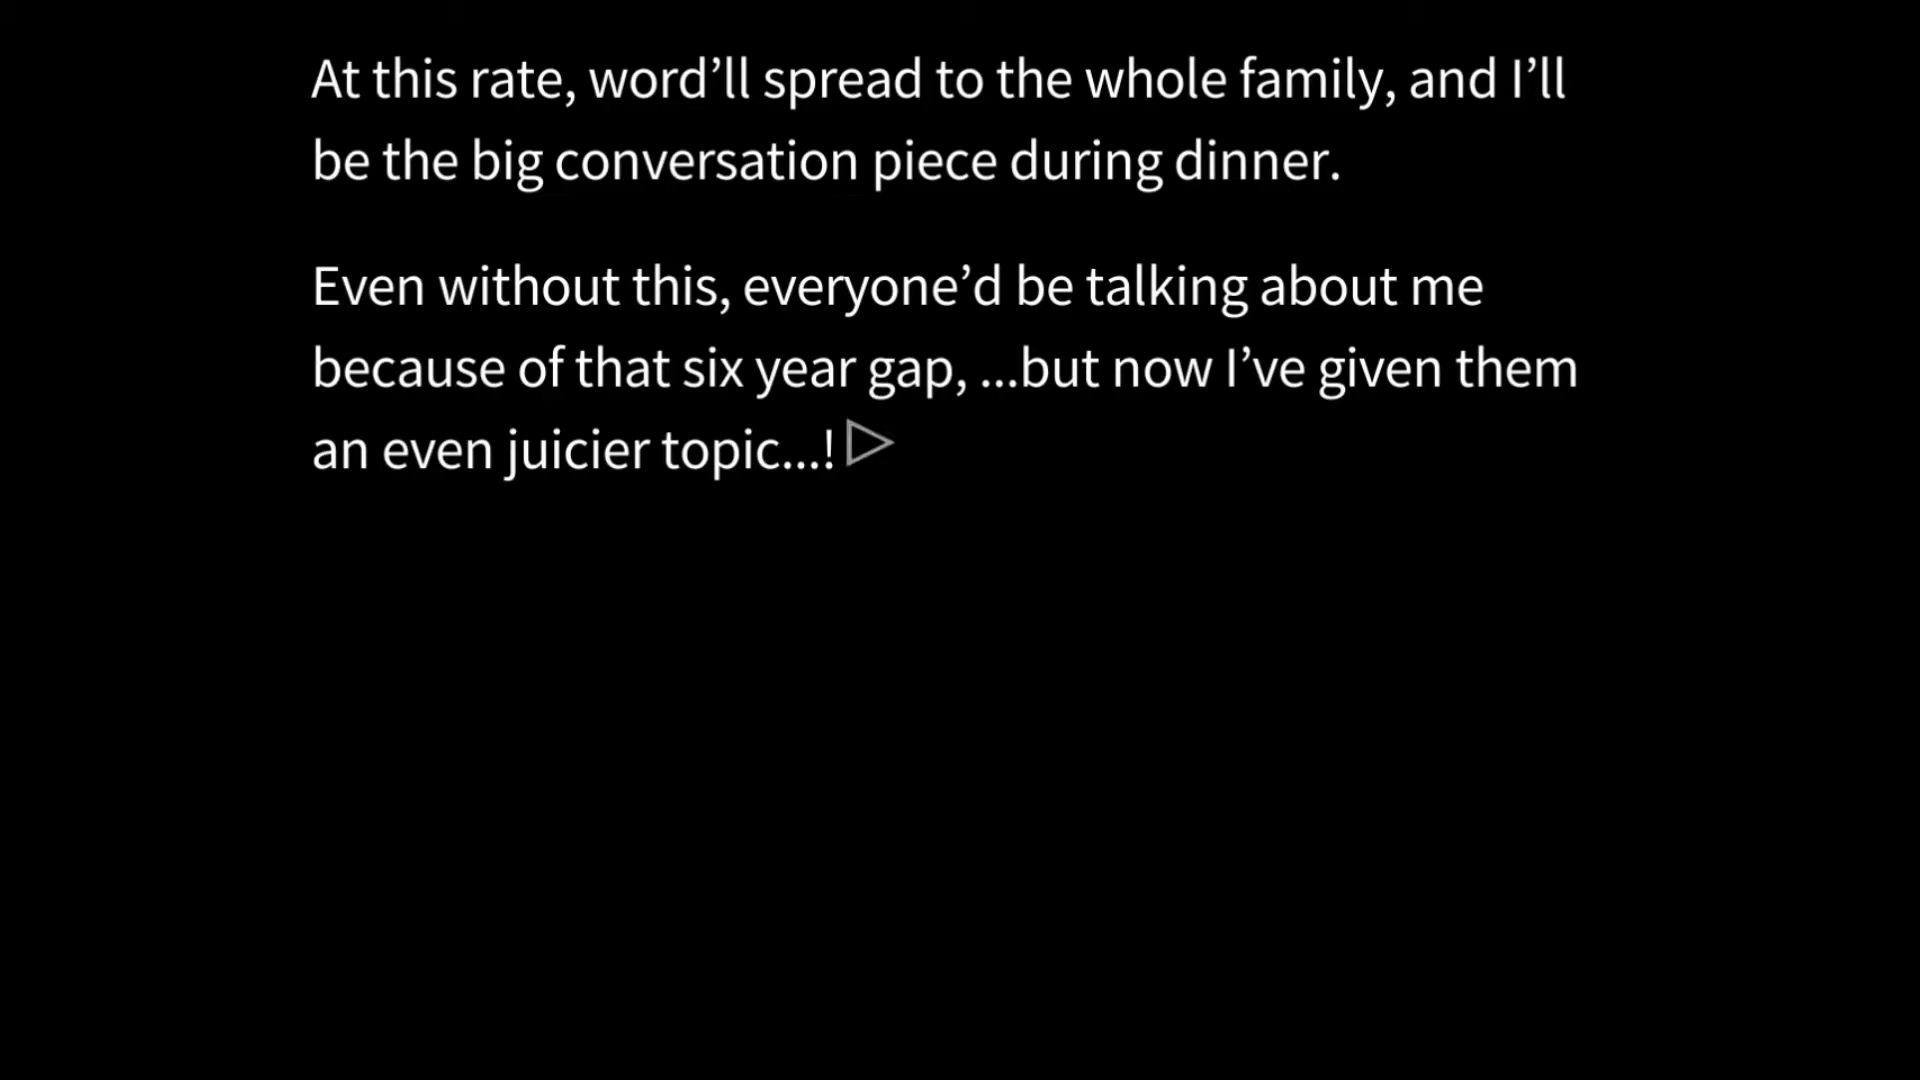 At this rate, word’ll spread to the whole family, and I’ll
be the big conversation piece during dinner.
Even without this, everyone’d be talking about me
because of that six year gap, ...but now I’ve given them
an even juicier topic...!